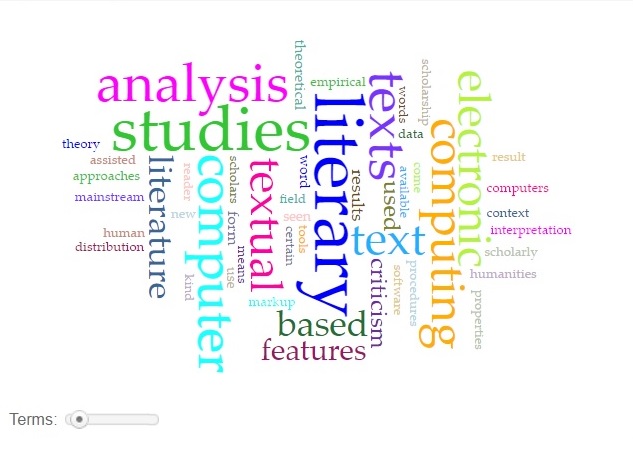 theoretical
scholarship
analysis
empirical
texts
words
electronic
studies
literary
data
computing
theory
result
assisted
literature
reader
computer
scholars
textual
word
results
used
available
come
approaches
computers
mainstream
field
new
form
seen
context
human
certain
tools
text
interpretation
distribution
means
scholarly
use
criticism
software
procedures
humanities
kind
markup
properties
based
features
Terms: